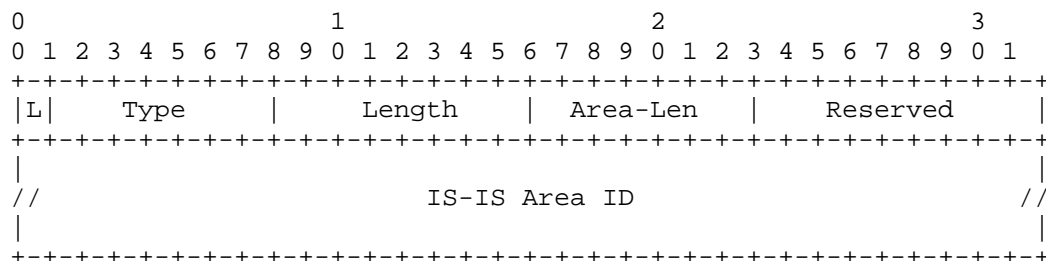 0                   1                   2                   3
0 1 2 3 4 5 6 7 8 9 0 1 2 3 4 5 6 7 8 9 0 1 2 3 4 5 6 7 8 9 0 1
+-+-+-+-+-+-+-+-+-+-+-+-+-+-+-+-+-+-+-+-+-+-+-+-+-+-+-+-+-+-+-+-+
|L|    Type     |     Length    |  Area-Len   |    Reserved     |
+-+-+-+-+-+-+-+-+-+-+-+-+-+-+-+-+-+-+-+-+-+-+-+-+-+-+-+-+-+-+-+-+
|                                                               |
//                        IS-IS Area ID                        //
|                                                               |
+-+-+-+-+-+-+-+-+-+-+-+-+-+-+-+-+-+-+-+-+-+-+-+-+-+-+-+-+-+-+-+-+